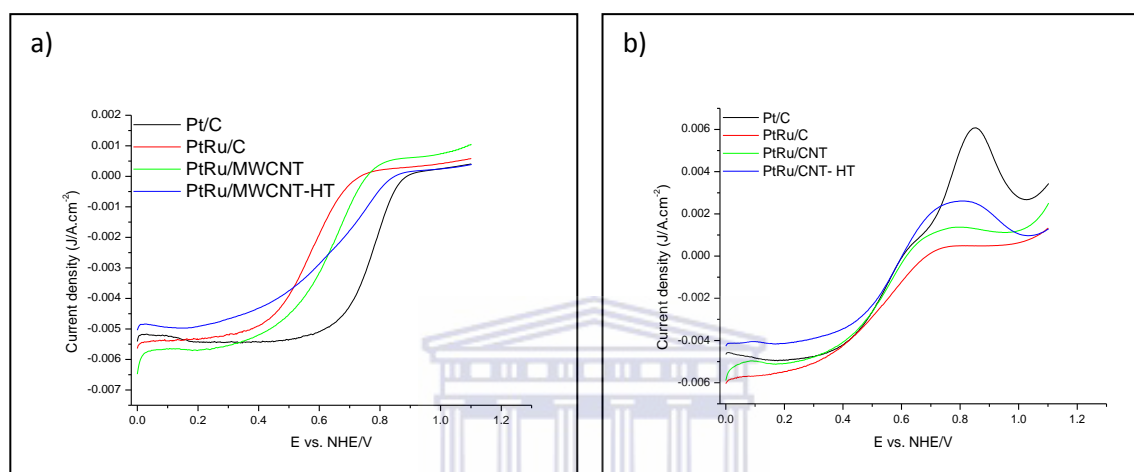 a)
0.002
0.001
0.000
-0.001
-0.002
-0.003
-0.004
-0.005
-0.006
-0.007
Current density (J/A.cm⁻²)
Pt/C
PtRu/C
PtRu/MWCNT
PtRu/MWCNT-HT
0.0 0.2 0.4 0.6 0.8 1.0 1.2
E vs. NHE/V
b)
0.006
0.004
0.002
0.000
-0.002
-0.004
-0.006
Current density (J/A.cm⁻²)
Pt/C
PtRu/C
PtRu/CNT
PtRu/CNT- HT
0.0 0.2 0.4 0.6 0.8 1.0 1.2
E vs. NHE/V